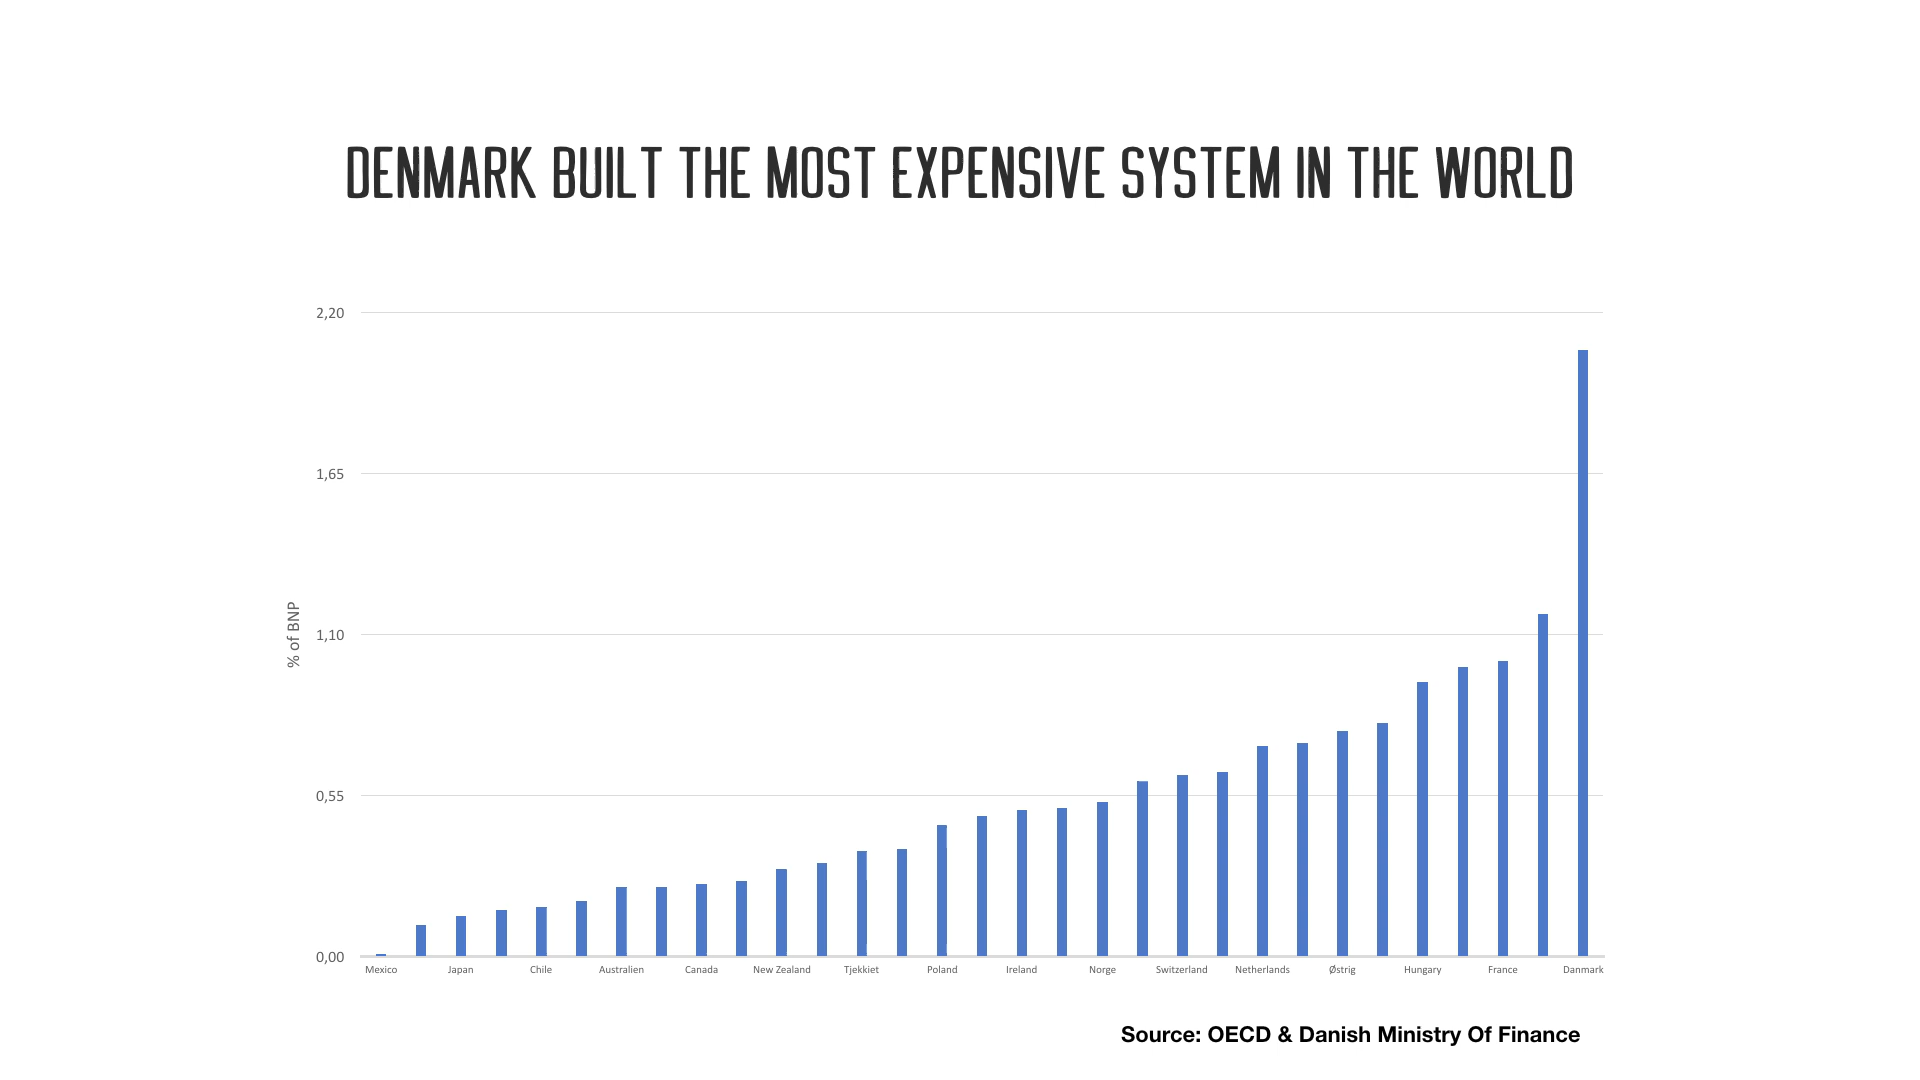 DENMARK BUILT THE MOST EXPENSIVE SYSTEM IN THE WORLD
2,20
1,65
1,10
0,55
0,00
% of BNP
Mexico Japan Chile Australien Canada New Zealand Tjekkiet Poland Ireland Norge Switzerland Netherlands Østrig Hungary France Danmark
Source: OECD & Danish Ministry Of Finance